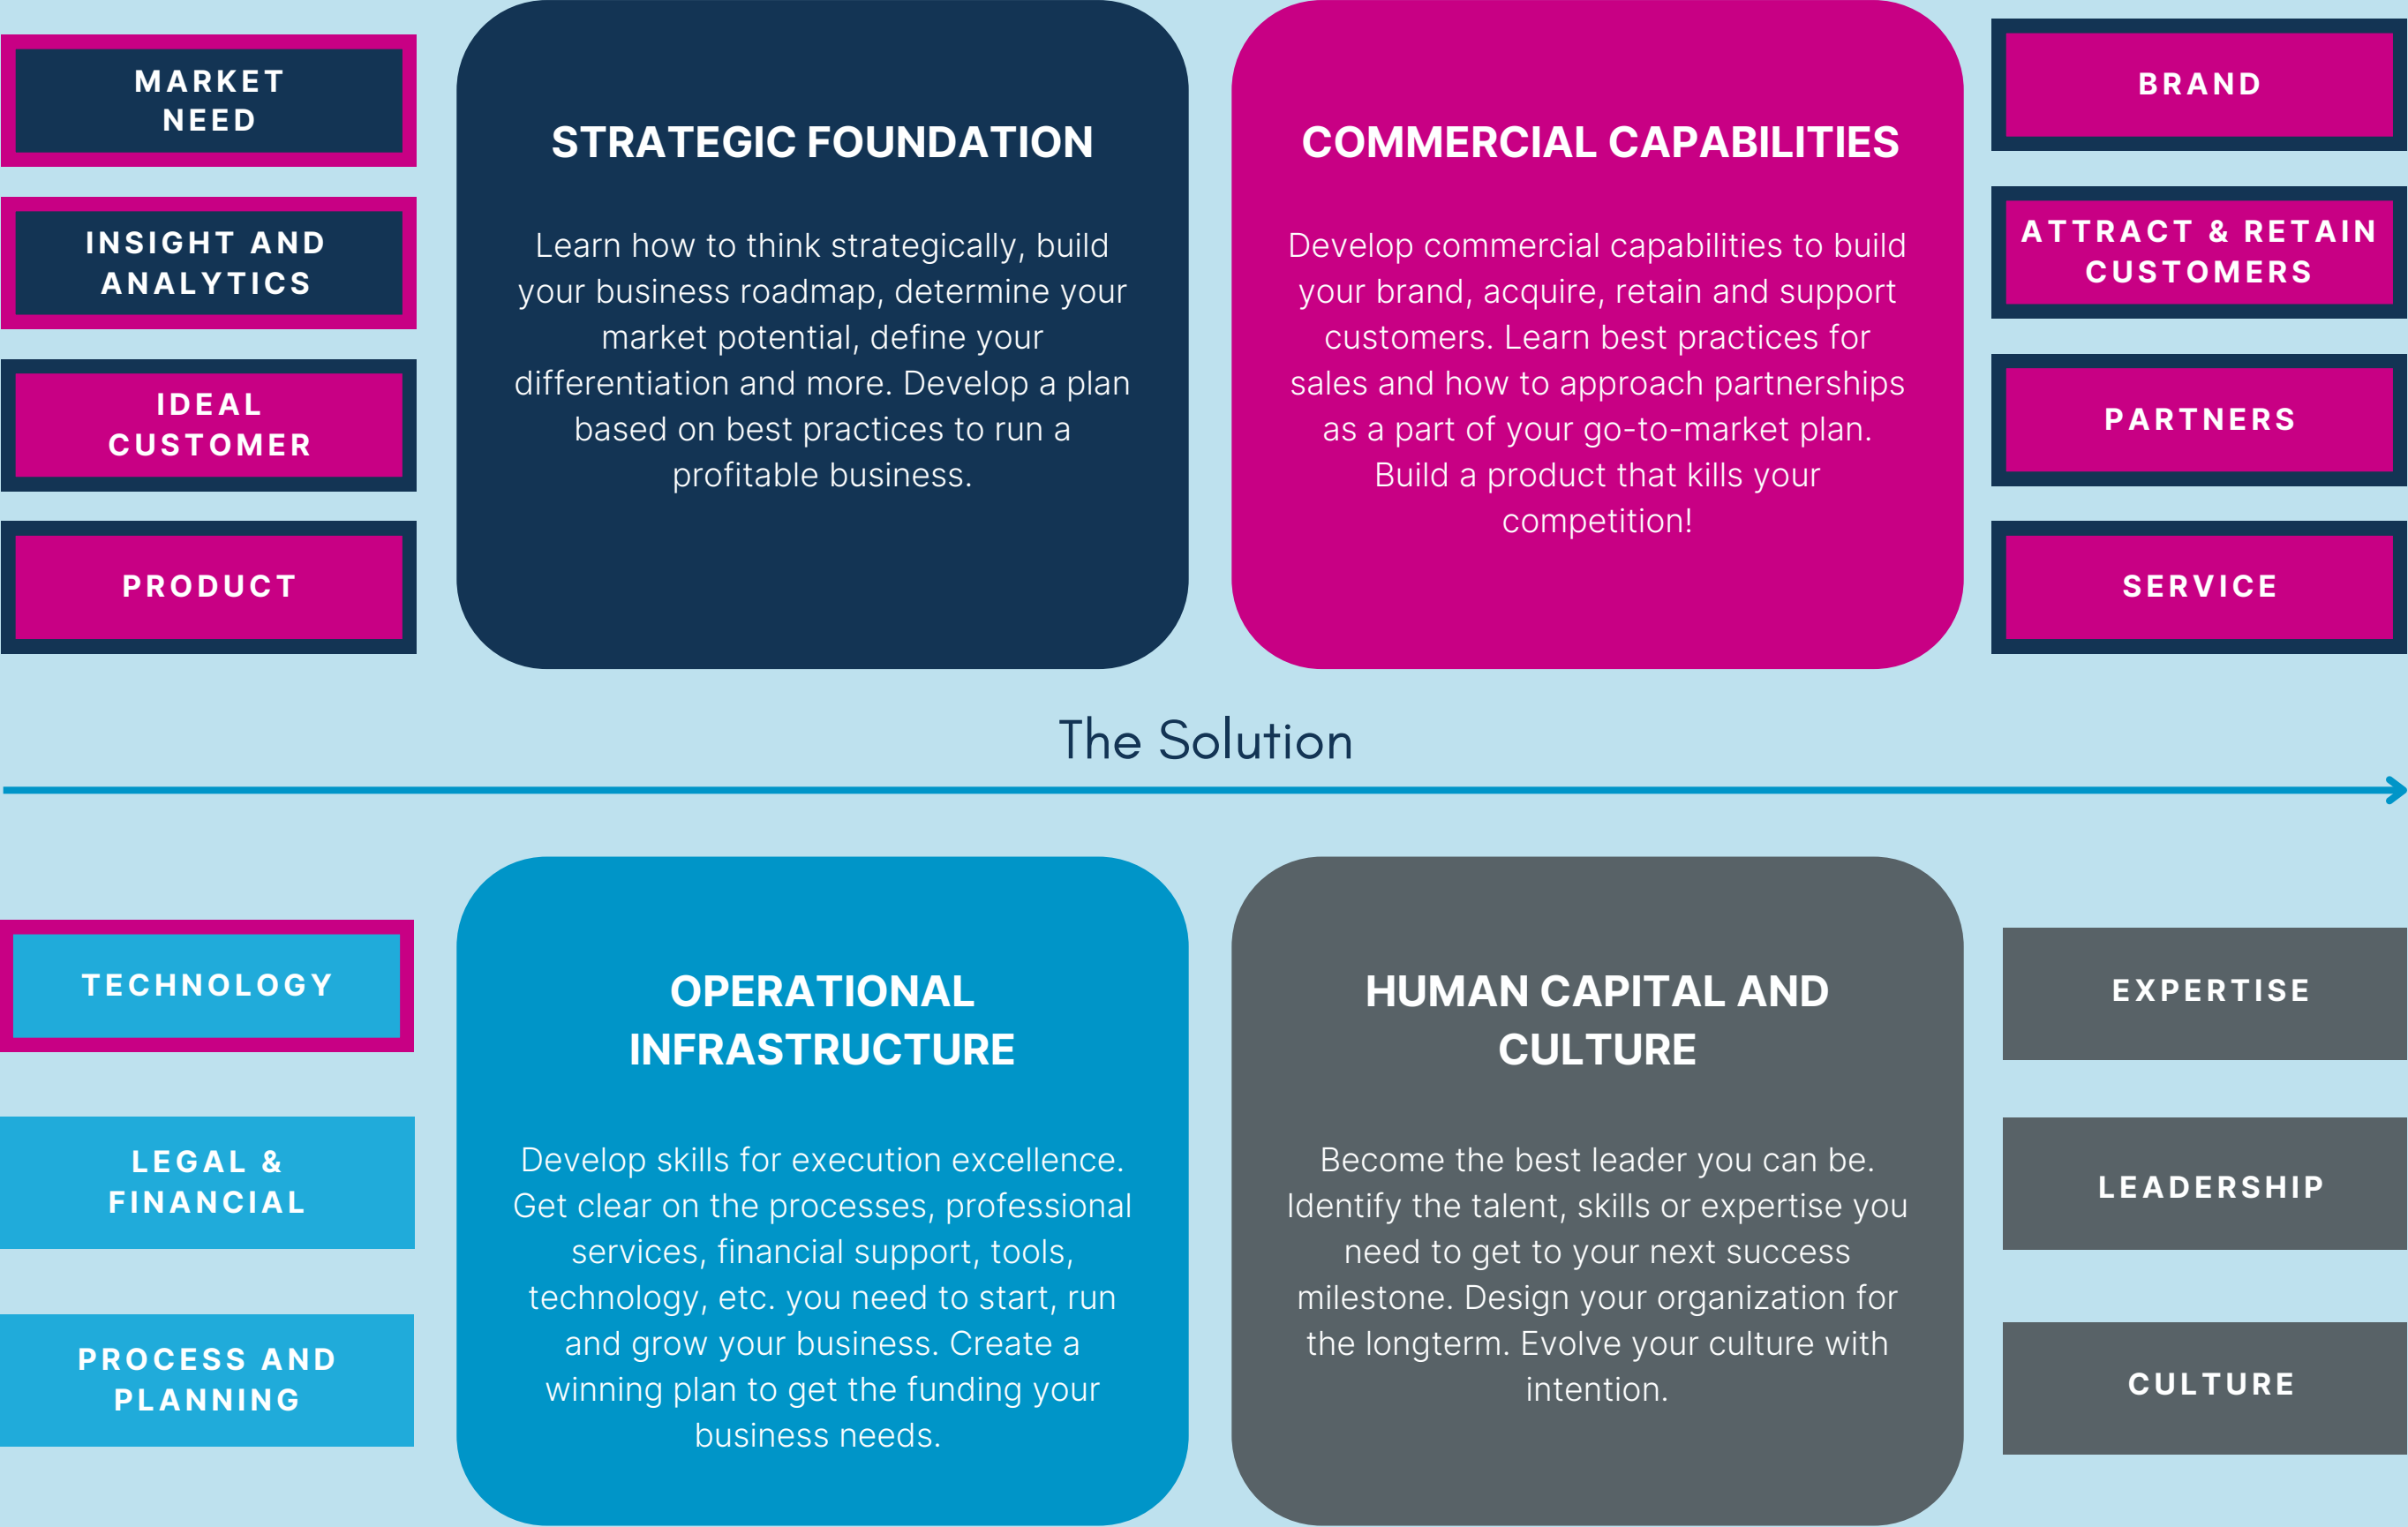 MARKET
NEED
INSIGHT AND
ANALYTICS
IDEAL
CUSTOMER
PRODUCT
STRATEGIC FOUNDATION
Learn how to think strategically, build
your business roadmap, determine your
market potential, define your
differentiation and more. Develop a plan
based on best practices to run a
profitable business.
COMMERCIAL CAPABILITIES
Develop commercial capabilities to build
your brand, acquire, retain and support
customers. Learn best practices for
sales and how to approach partnerships
as a part of your go-to-market plan.
Build a product that kills your
competition!
BRAND
ATTRACT & RETAIN
CUSTOMERS
PARTNERS
SERVICE
The Solution
TECHNOLOGY
LEGAL &
FINANCIAL
PROCESS AND
PLANNING
OPERATIONAL
INFRASTRUCTURE
Develop skills for execution excellence.
Get clear on the processes, professional
services, financial support, tools,
technology, etc. you need to start, run
and grow your business. Create a
winning plan to get the funding your
business needs.
HUMAN CAPITAL AND
CULTURE
Become the best leader you can be.
Identify the talent, skills or expertise you
need to get to your next success
milestone. Design your organization for
the longterm. Evolve your culture with
intention.
EXPERTISE
LEADERSHIP
CULTURE